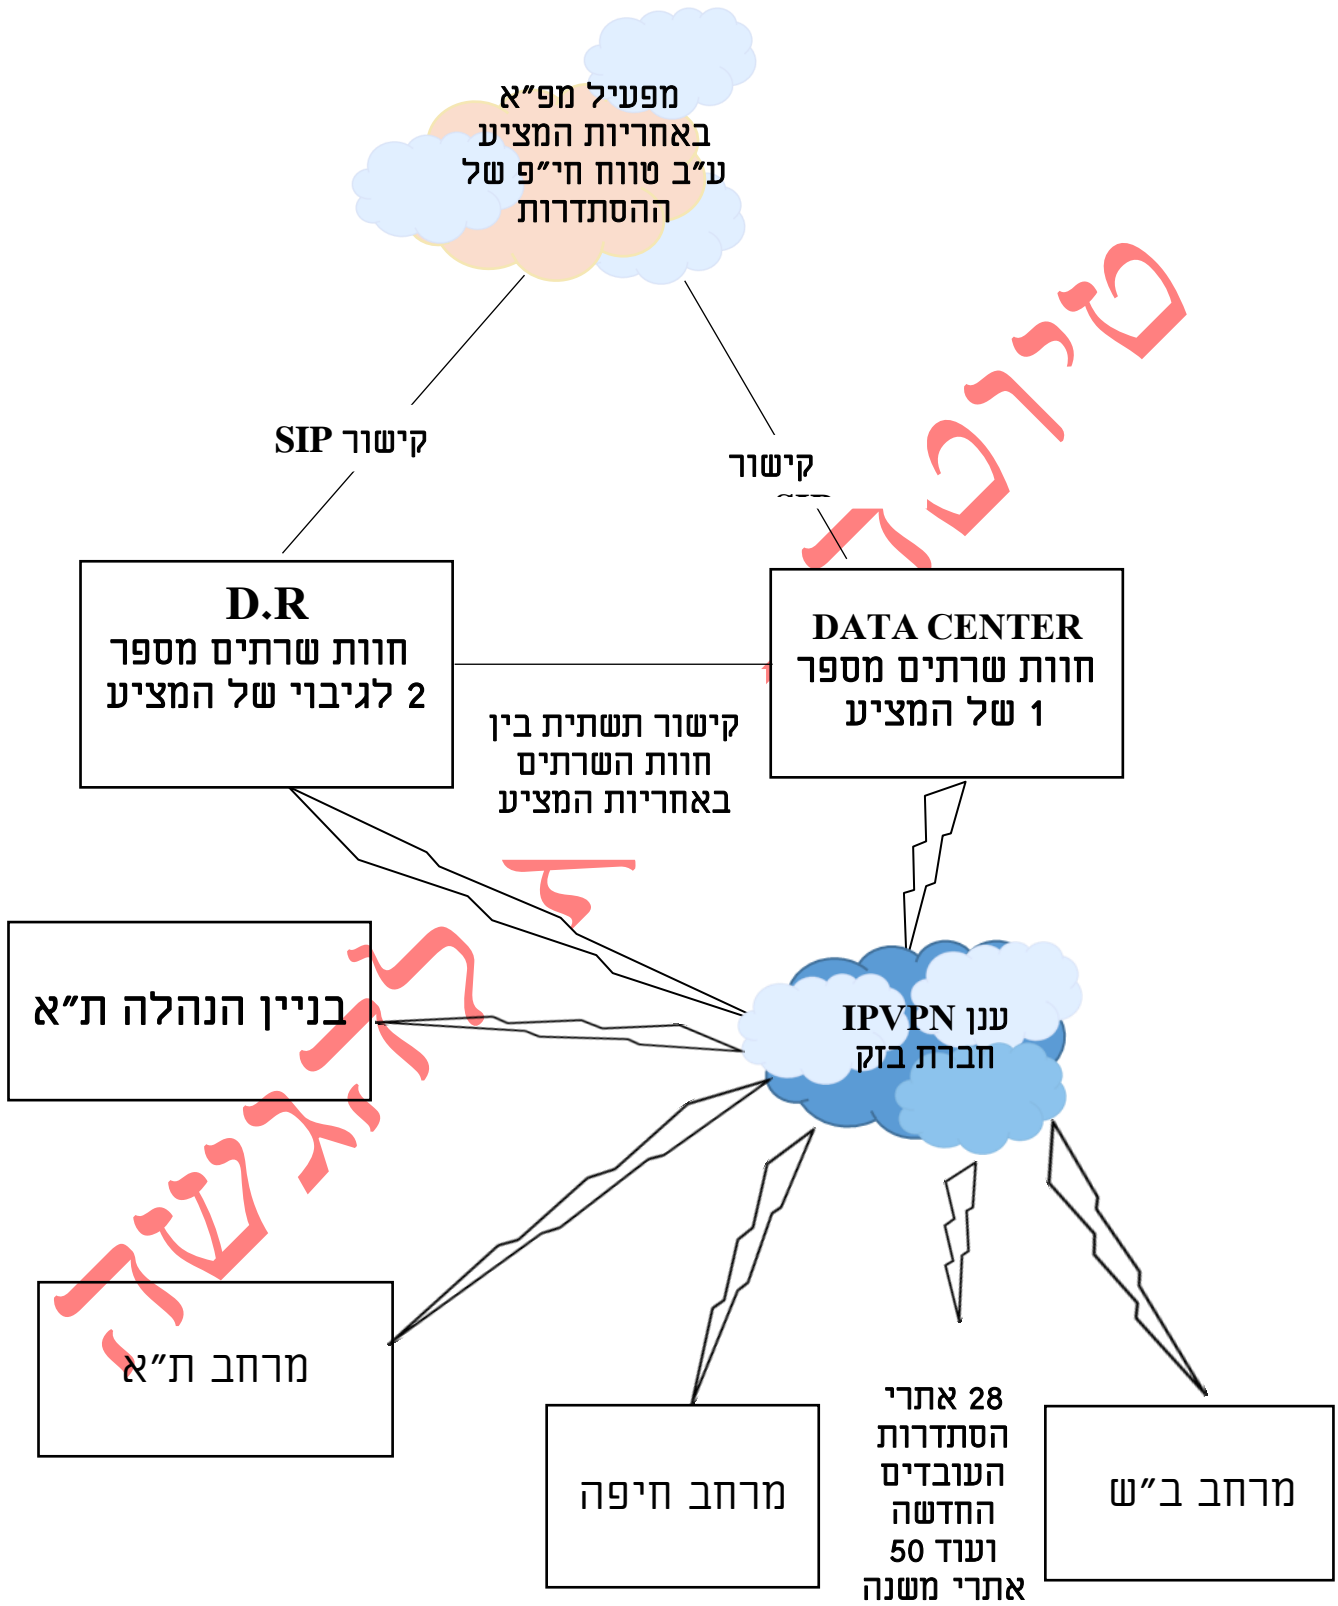 מפעיל מפ״א
באחריות המציע
ע״ב טווח חי״פ של
ההסתדרות
קישור SIP
קישור
SIP
D.R
חוות שרתים מספר
2 לגיבוי של המציע
DATA CENTER
חוות שרתים מספר
1 של המציע
קישור תשתית בין
חוות השרתים
באחריות המציע
בניין הנהלה ת״א
ענן IPVPN
חברת בזק
מרחב ת״א
מרחב חיפה
28 אתרי
הסתדרות
העובדים
החדשה
ועוד 50
אתרי משנה
מרחב ב״ש